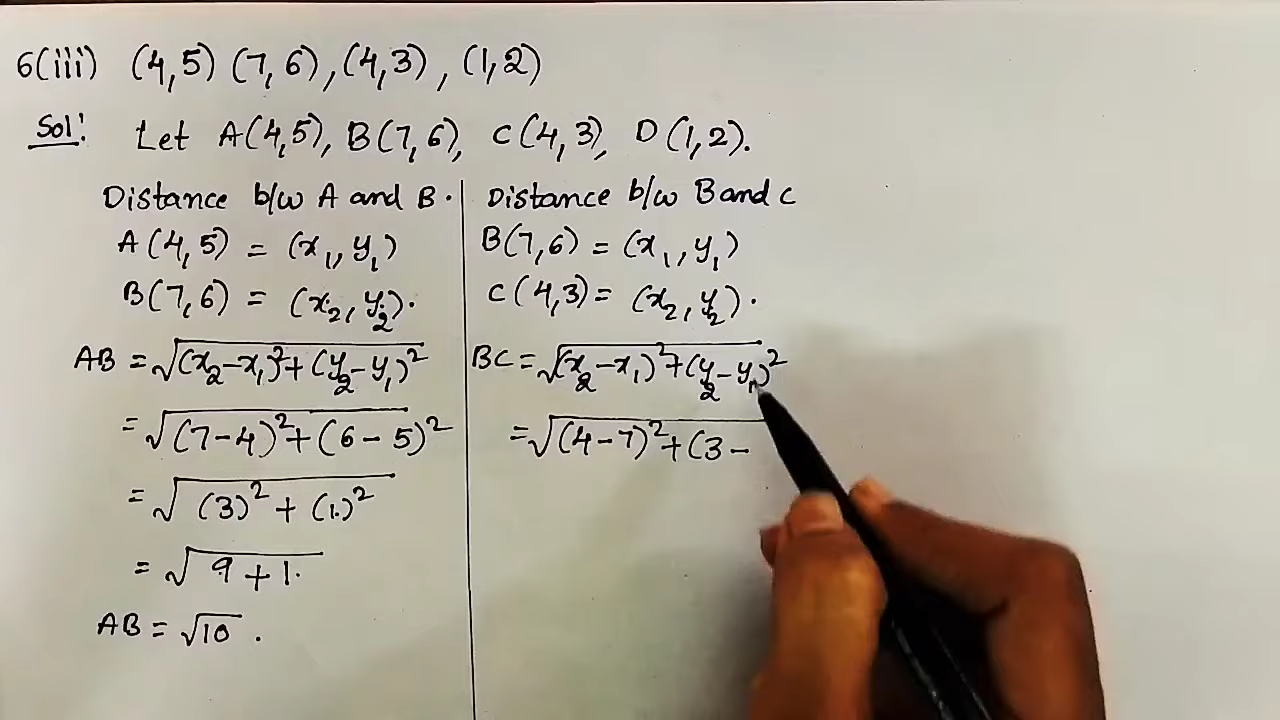 6(iii) (4,5) (7,6), (4,3), (1,2)
Sol! Let A(4,5), B(7,6), C(4,3), D(1,2).
Distance b/w A and B.
A(4,5) = (x₁, y₁)
B(7,6) = (x₂, y₂).
AB = √(x₂-x₁)²+(y₂-y₁)²
= √(7-4)²+(6-5)²
= √(3)²+(1)²
= √9+1.
AB = √10.
Distance b/w B and C
B(7,6) = (x₁, y₁)
C(4,3) = (x₂, y₂).
BC = √(x₂-x₁)²+(y₂-y₁)²
= √(4-7)²+(3-